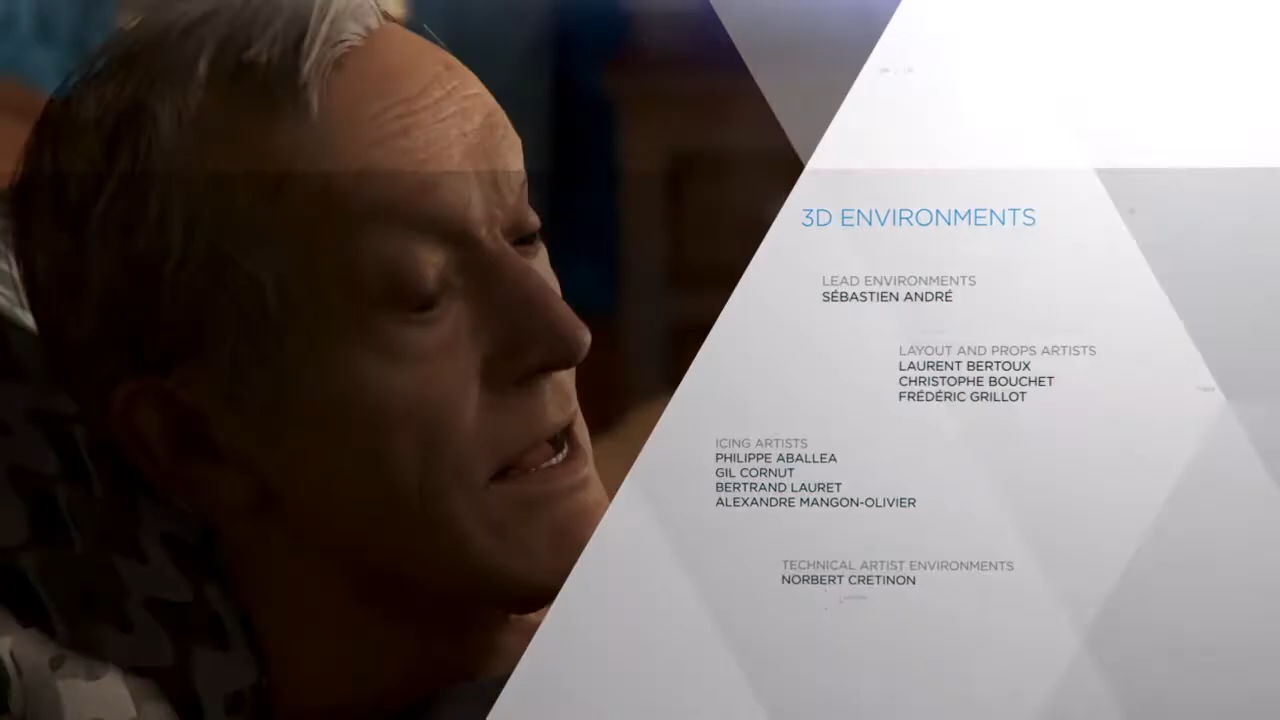 3D ENVIRONMENTS
LEAD ENVIRONMENTS
SÉBASTIEN ANDRÉ
LAYOUT AND PROPS ARTISTS
LAURENT BERTOUX
CHRISTOPHE BOUCHET
FRÉDÉRIC GRILLOT
ICING ARTISTS
PHILIPPE ABALLEA
GIL CORNUT
BERTRAND LAURET
ALEXANDRE MANGON-OLIVIER
TECHNICAL ARTIST ENVIRONMENTS
NORBERT CRETINON